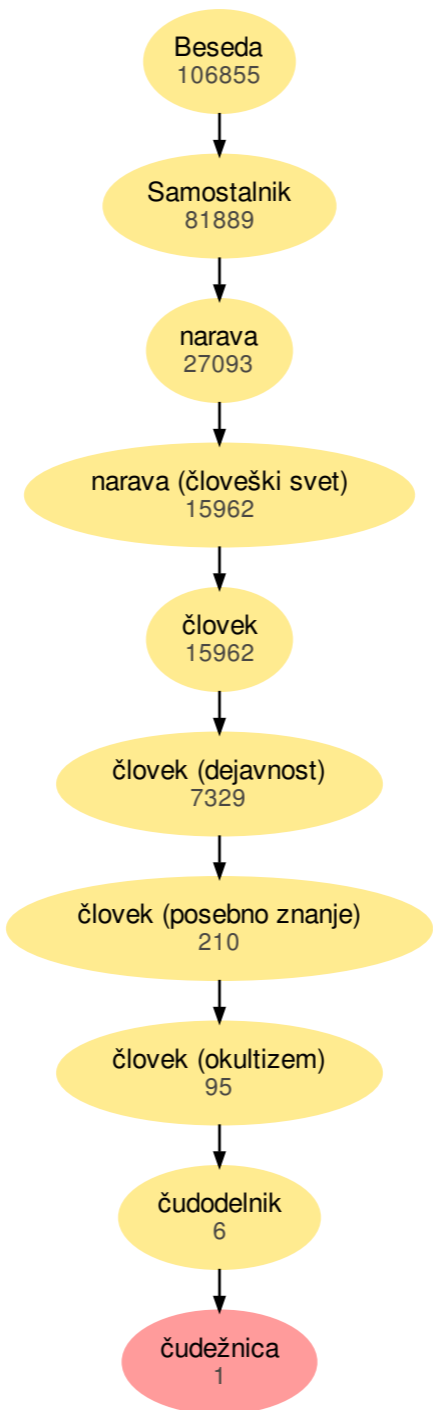 Beseda
106855
Samostalnik
81889
narava
27093
narava (človeški svet)
15962
človek
15962
človek (dejavnost)
7329
človek (posebno znanje)
210
človek (okultizem)
95
čudodelnik
6
čudežnica
1